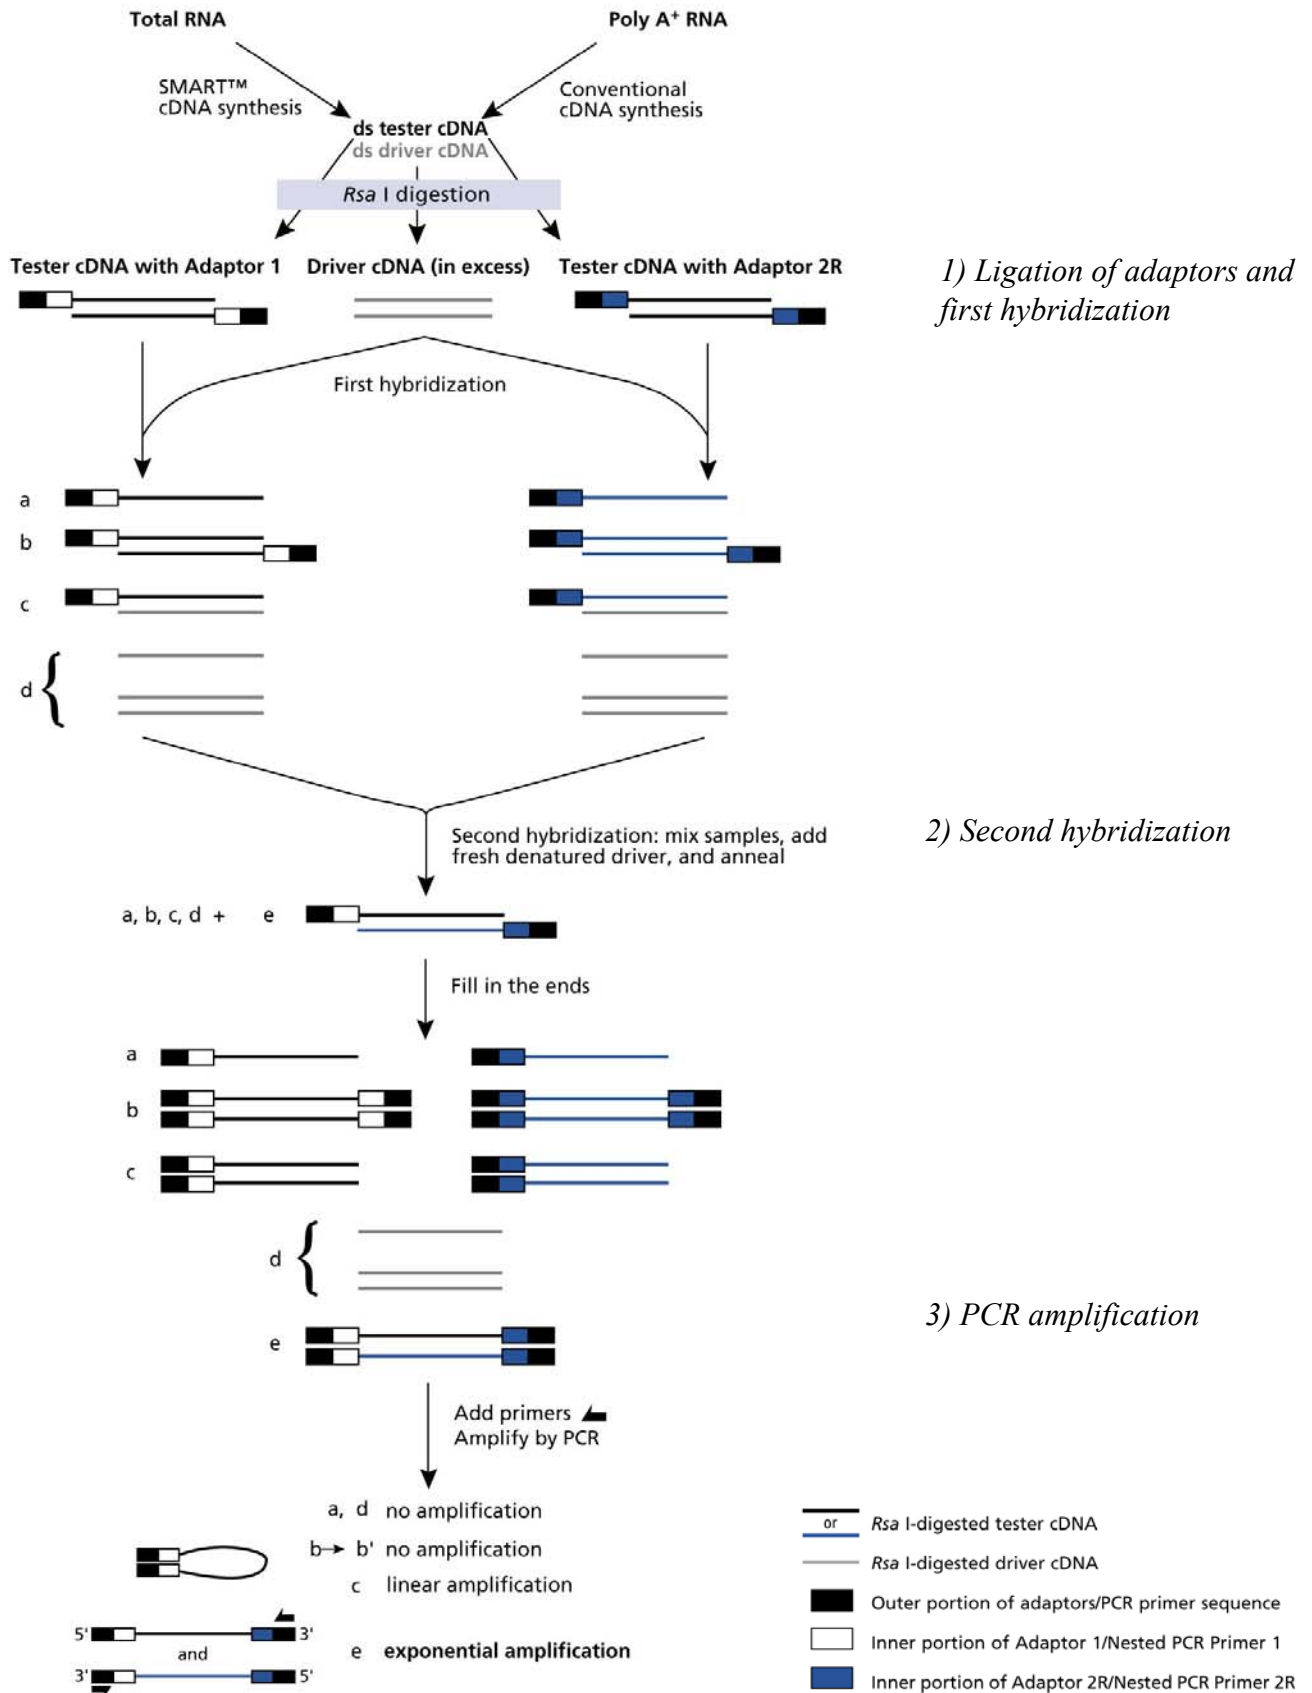 Total RNA
Poly A+ RNA
SMART™
cDNA synthesis
Conventional
cDNA synthesis
ds tester cDNA
ds driver cDNA
Rsa I digestion
Tester cDNA with Adaptor 1
Driver cDNA (in excess)
Tester cDNA with Adaptor 2R
1) Ligation of adaptors and
first hybridization
First hybridization
a
b
c
d
Second hybridization: mix samples, add
fresh denatured driver, and anneal
2) Second hybridization
a, b, c, d + e
Fill in the ends
a
b
c
d
e
3) PCR amplification
Add primers
Amplify by PCR
a, d no amplification
b b' no amplification
c linear amplification
5' 3'
and
3' 5'
e exponential amplification
or
Rsa I-digested tester cDNA
Rsa I-digested driver cDNA
Outer portion of adaptors/PCR primer sequence
Inner portion of Adaptor 1/Nested PCR Primer 1
Inner portion of Adaptor 2R/Nested PCR Primer 2R